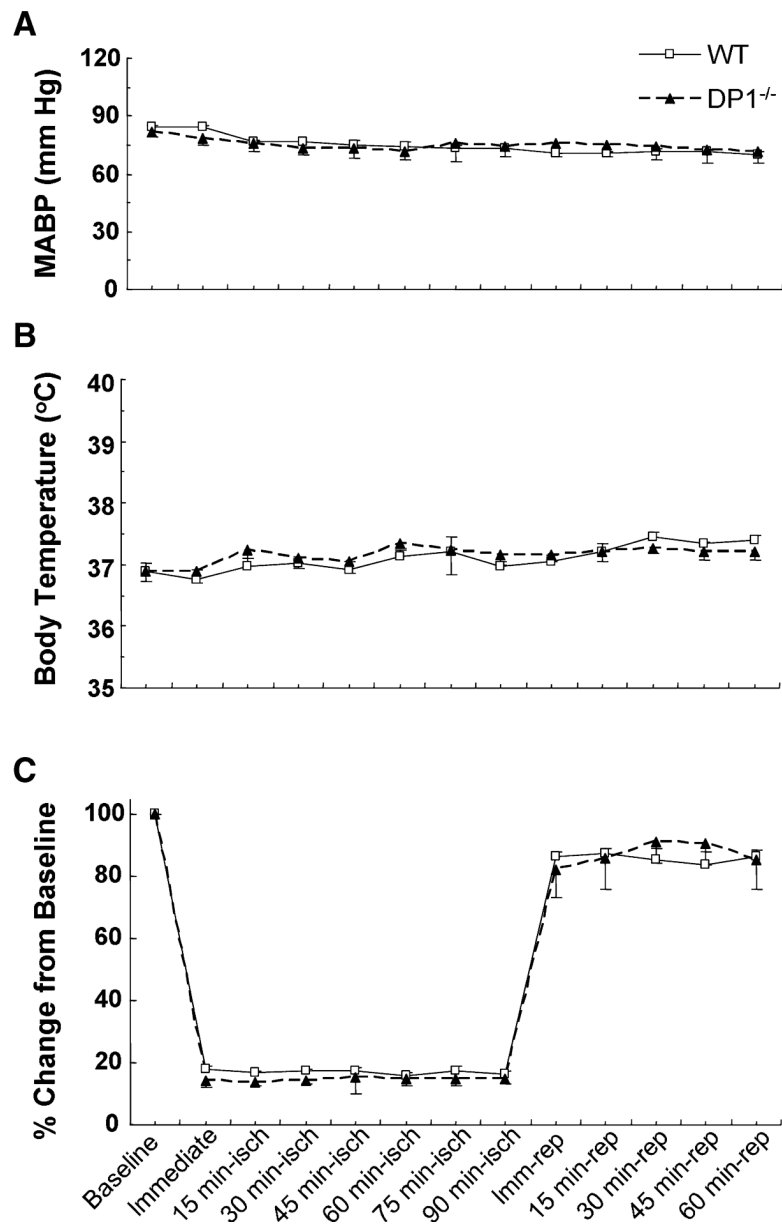 A
MABP (mm Hg)
120
90
60
30
0
WT
DP1-/-
B
Body Temperature (°C)
40
39
38
37
36
35
C
% Change from Baseline
100
80
60
40
20
0
Baseline
Immediate
15 min-isch
30 min-isch
45 min-isch
60 min-isch
75 min-isch
90 min-isch
Imm-rep
15 min-rep
30 min-rep
45 min-rep
60 min-rep